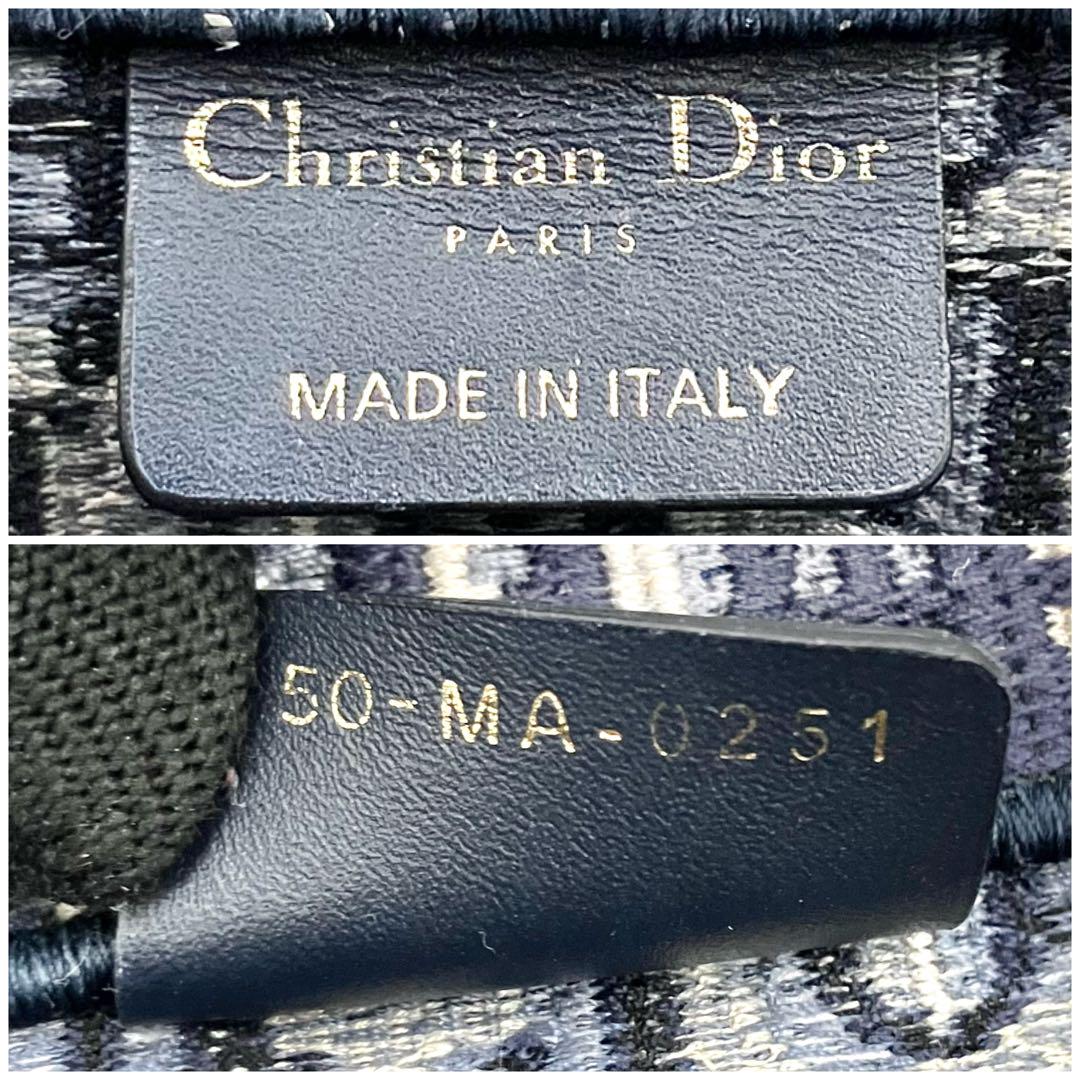 Christian Dior
PARIS
MADE IN ITALY
50-MA-0251